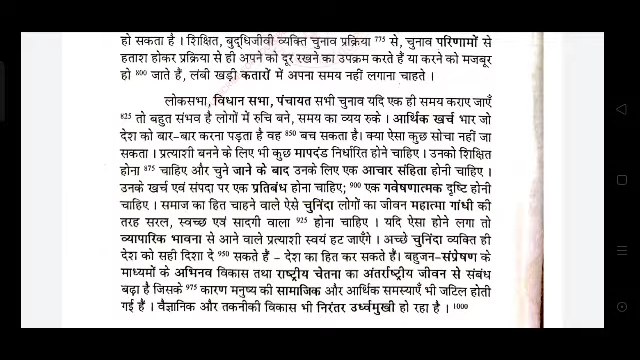 हो सकता है । शिक्षित, बुद्धिजीवी व्यक्ति चुनाव प्रक्रिया 775 से, चुनाव परिणामों से
हताश होकर प्रक्रिया से ही अपने को दूर रखने का उपक्रम करते हैं या करने को मजबूर
हो 800 जाते हैं, लंबी खड़ी कतारों में अपना समय नहीं लगाना चाहते ।
लोकसभा, विधान सभा, पंचायत सभी चुनाव यदि एक ही समय कराए जाएँ
825 तो बहुत संभव है लोगों में रुचि बने, समय का व्यय रुके । आर्थिक खर्च भार जो
देश को बार-बार करना पड़ता है वह 850 बच सकता है। क्या ऐसा कुछ सोचा नहीं जा
सकता । प्रत्याशी बनने के लिए भी कुछ मापदंड निर्धारित होने चाहिए । उनको शिक्षित
होना 875 चाहिए और चुने जाने के बाद उनके लिए एक आचार संहिता होनी चाहिए ।
उनके खर्च एवं संपदा पर एक प्रतिबंध होना चाहिए; 900 एक गवेषणात्मक दृष्टि होनी
चाहिए । समाज का हित चाहने वाले ऐसे चुनिंदा लोगों का जीवन महात्मा गांधी की
तरह सरल, स्वच्छ एवं सादगी वाला 925 होना चाहिए । यदि ऐसा होने लगा तो
व्यापारिक भावना से आने वाले प्रत्याशी स्वयं हट जाएँगे । अच्छे चुनिंदा व्यक्ति ही
देश को सही दिशा दे 950 सकते हैं - देश का हित कर सकते हैं। बहुजन-संप्रेषण के
माध्यमों के अभिनव विकास तथा राष्ट्रीय चेतना का अंतर्राष्ट्रीय जीवन से संबंध
बढ़ा है जिसके 975 कारण मनुष्य की सामाजिक और आर्थिक समस्याएँ भी जटिल होती
गई हैं । वैज्ञानिक और तकनीकी विकास भी निरंतर उर्ध्वमुखी हो रहा है । 1000